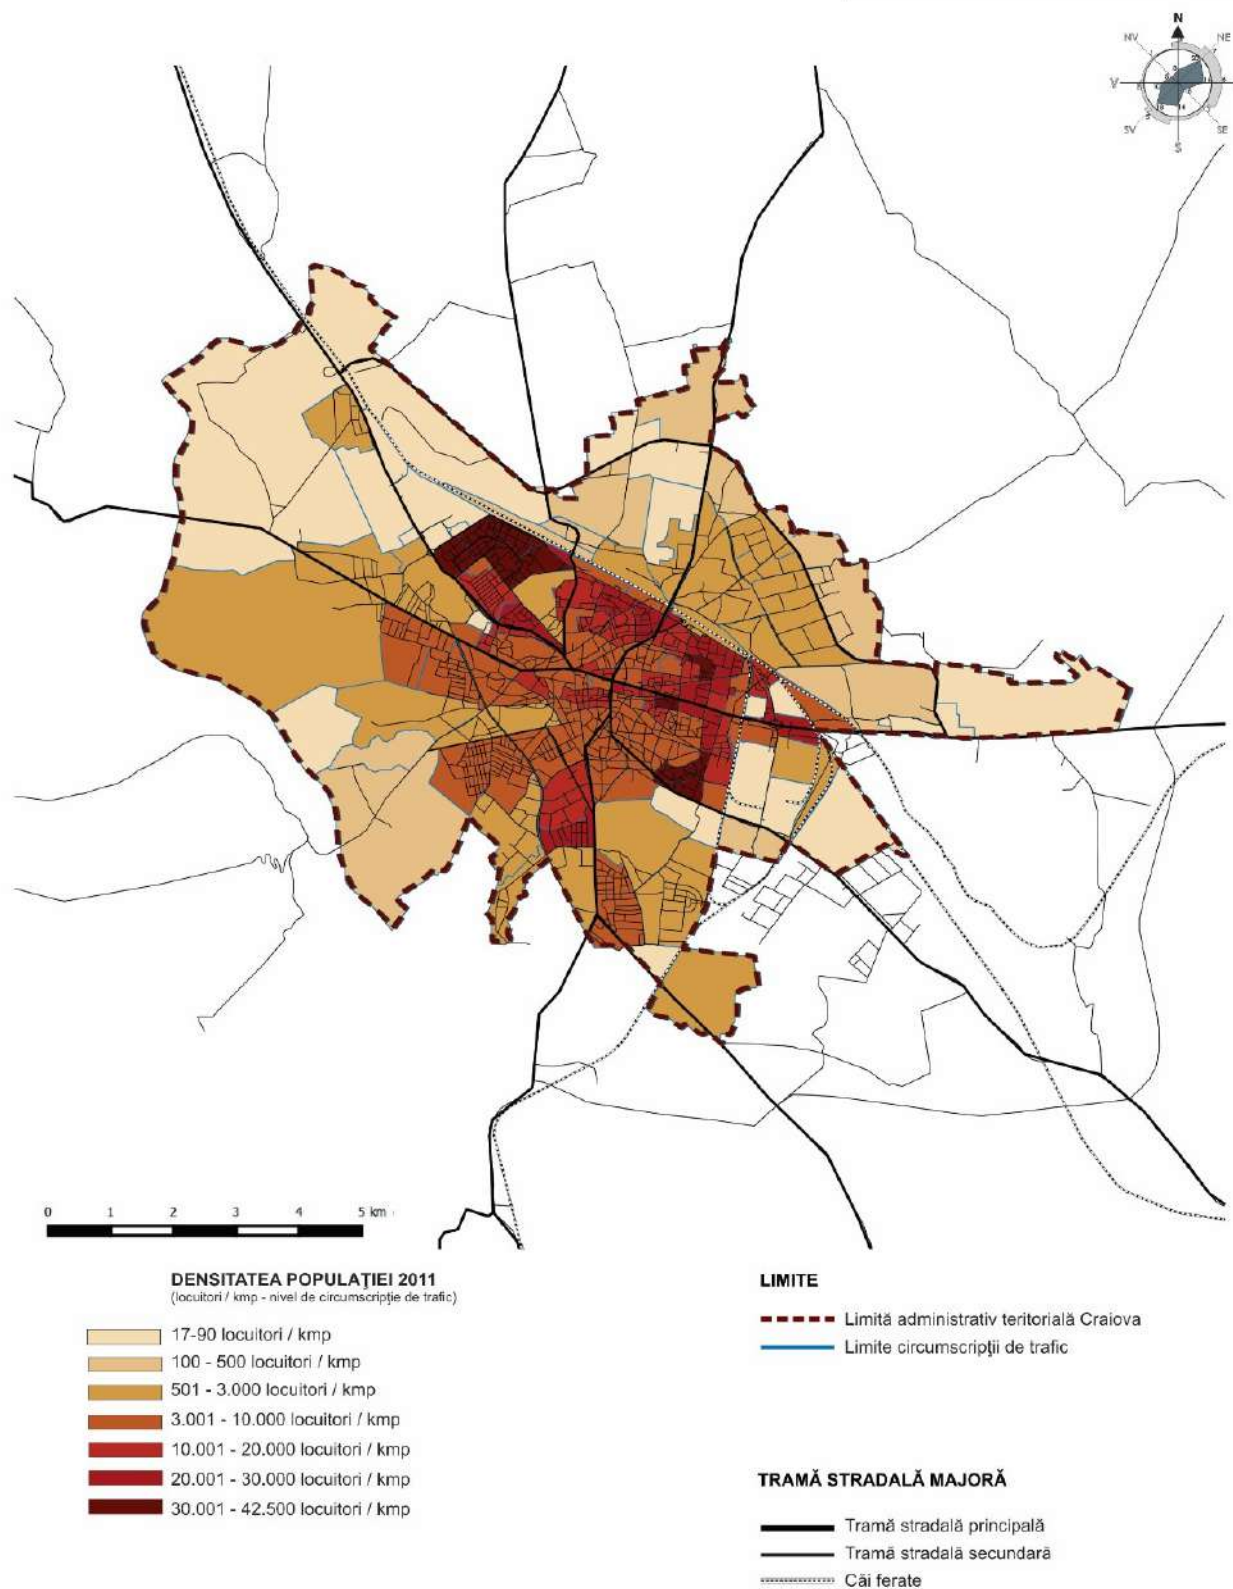 N
NV
NE
V
SV
SE
S
0 1 2 3 4 5 km
DENSITATEA POPULAȚIEI 2011
(locuitori / kmp - nivel de circumscripție de trafic)
17-90 locuitori / kmp
100 - 500 locuitori / kmp
501 - 3.000 locuitori / kmp
3.001 - 10.000 locuitori / kmp
10.001 - 20.000 locuitori / kmp
20.001 - 30.000 locuitori / kmp
30.001 - 42.500 locuitori / kmp
LIMITE
Limită administrativ teritorială Craiova
Limite circumscripții de trafic
TRAMĂ STRADALĂ MAJORĂ
Tramă stradală principală
Tramă stradală secundară
Căi ferate